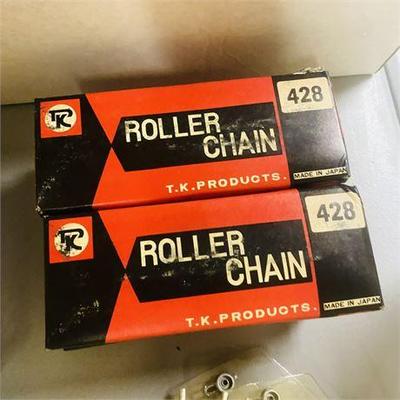 TK
428
ROLLER
CHAIN
T.K.PRODUCTS.
MADE IN JAPAN
TK
428
ROLLER
CHAIN
T.K.PRODUCTS.
MADE IN JAPAN